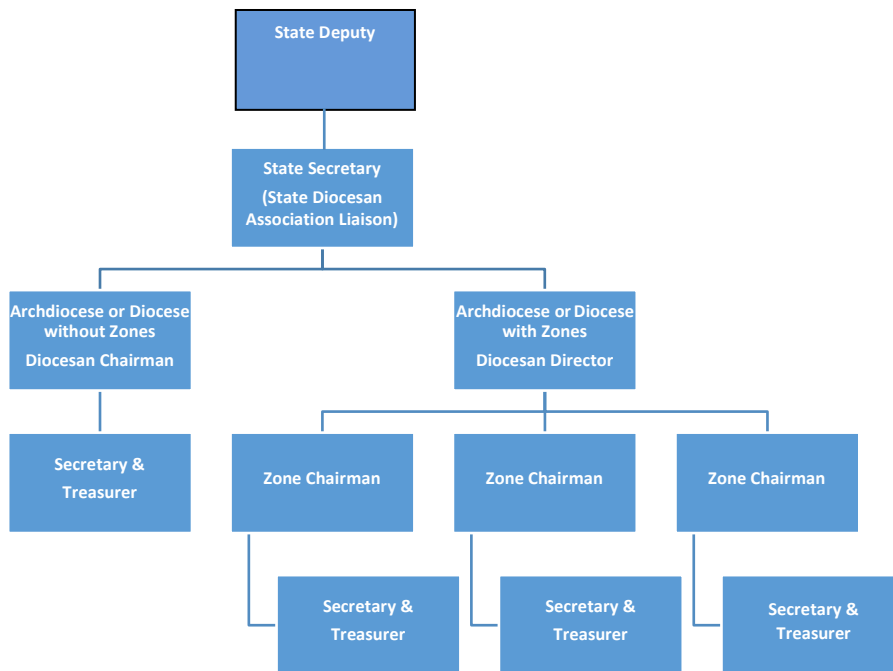 State Deputy
State Secretary
(State Diocesan
Association Liaison)
Archdiocese or Diocese
without Zones
Diocesan Chairman
Archdiocese or Diocese
with Zones
Diocesan Director
Secretary &
Treasurer
Zone Chairman
Zone Chairman
Zone Chairman
Secretary &
Treasurer
Secretary &
Treasurer
Secretary &
Treasurer